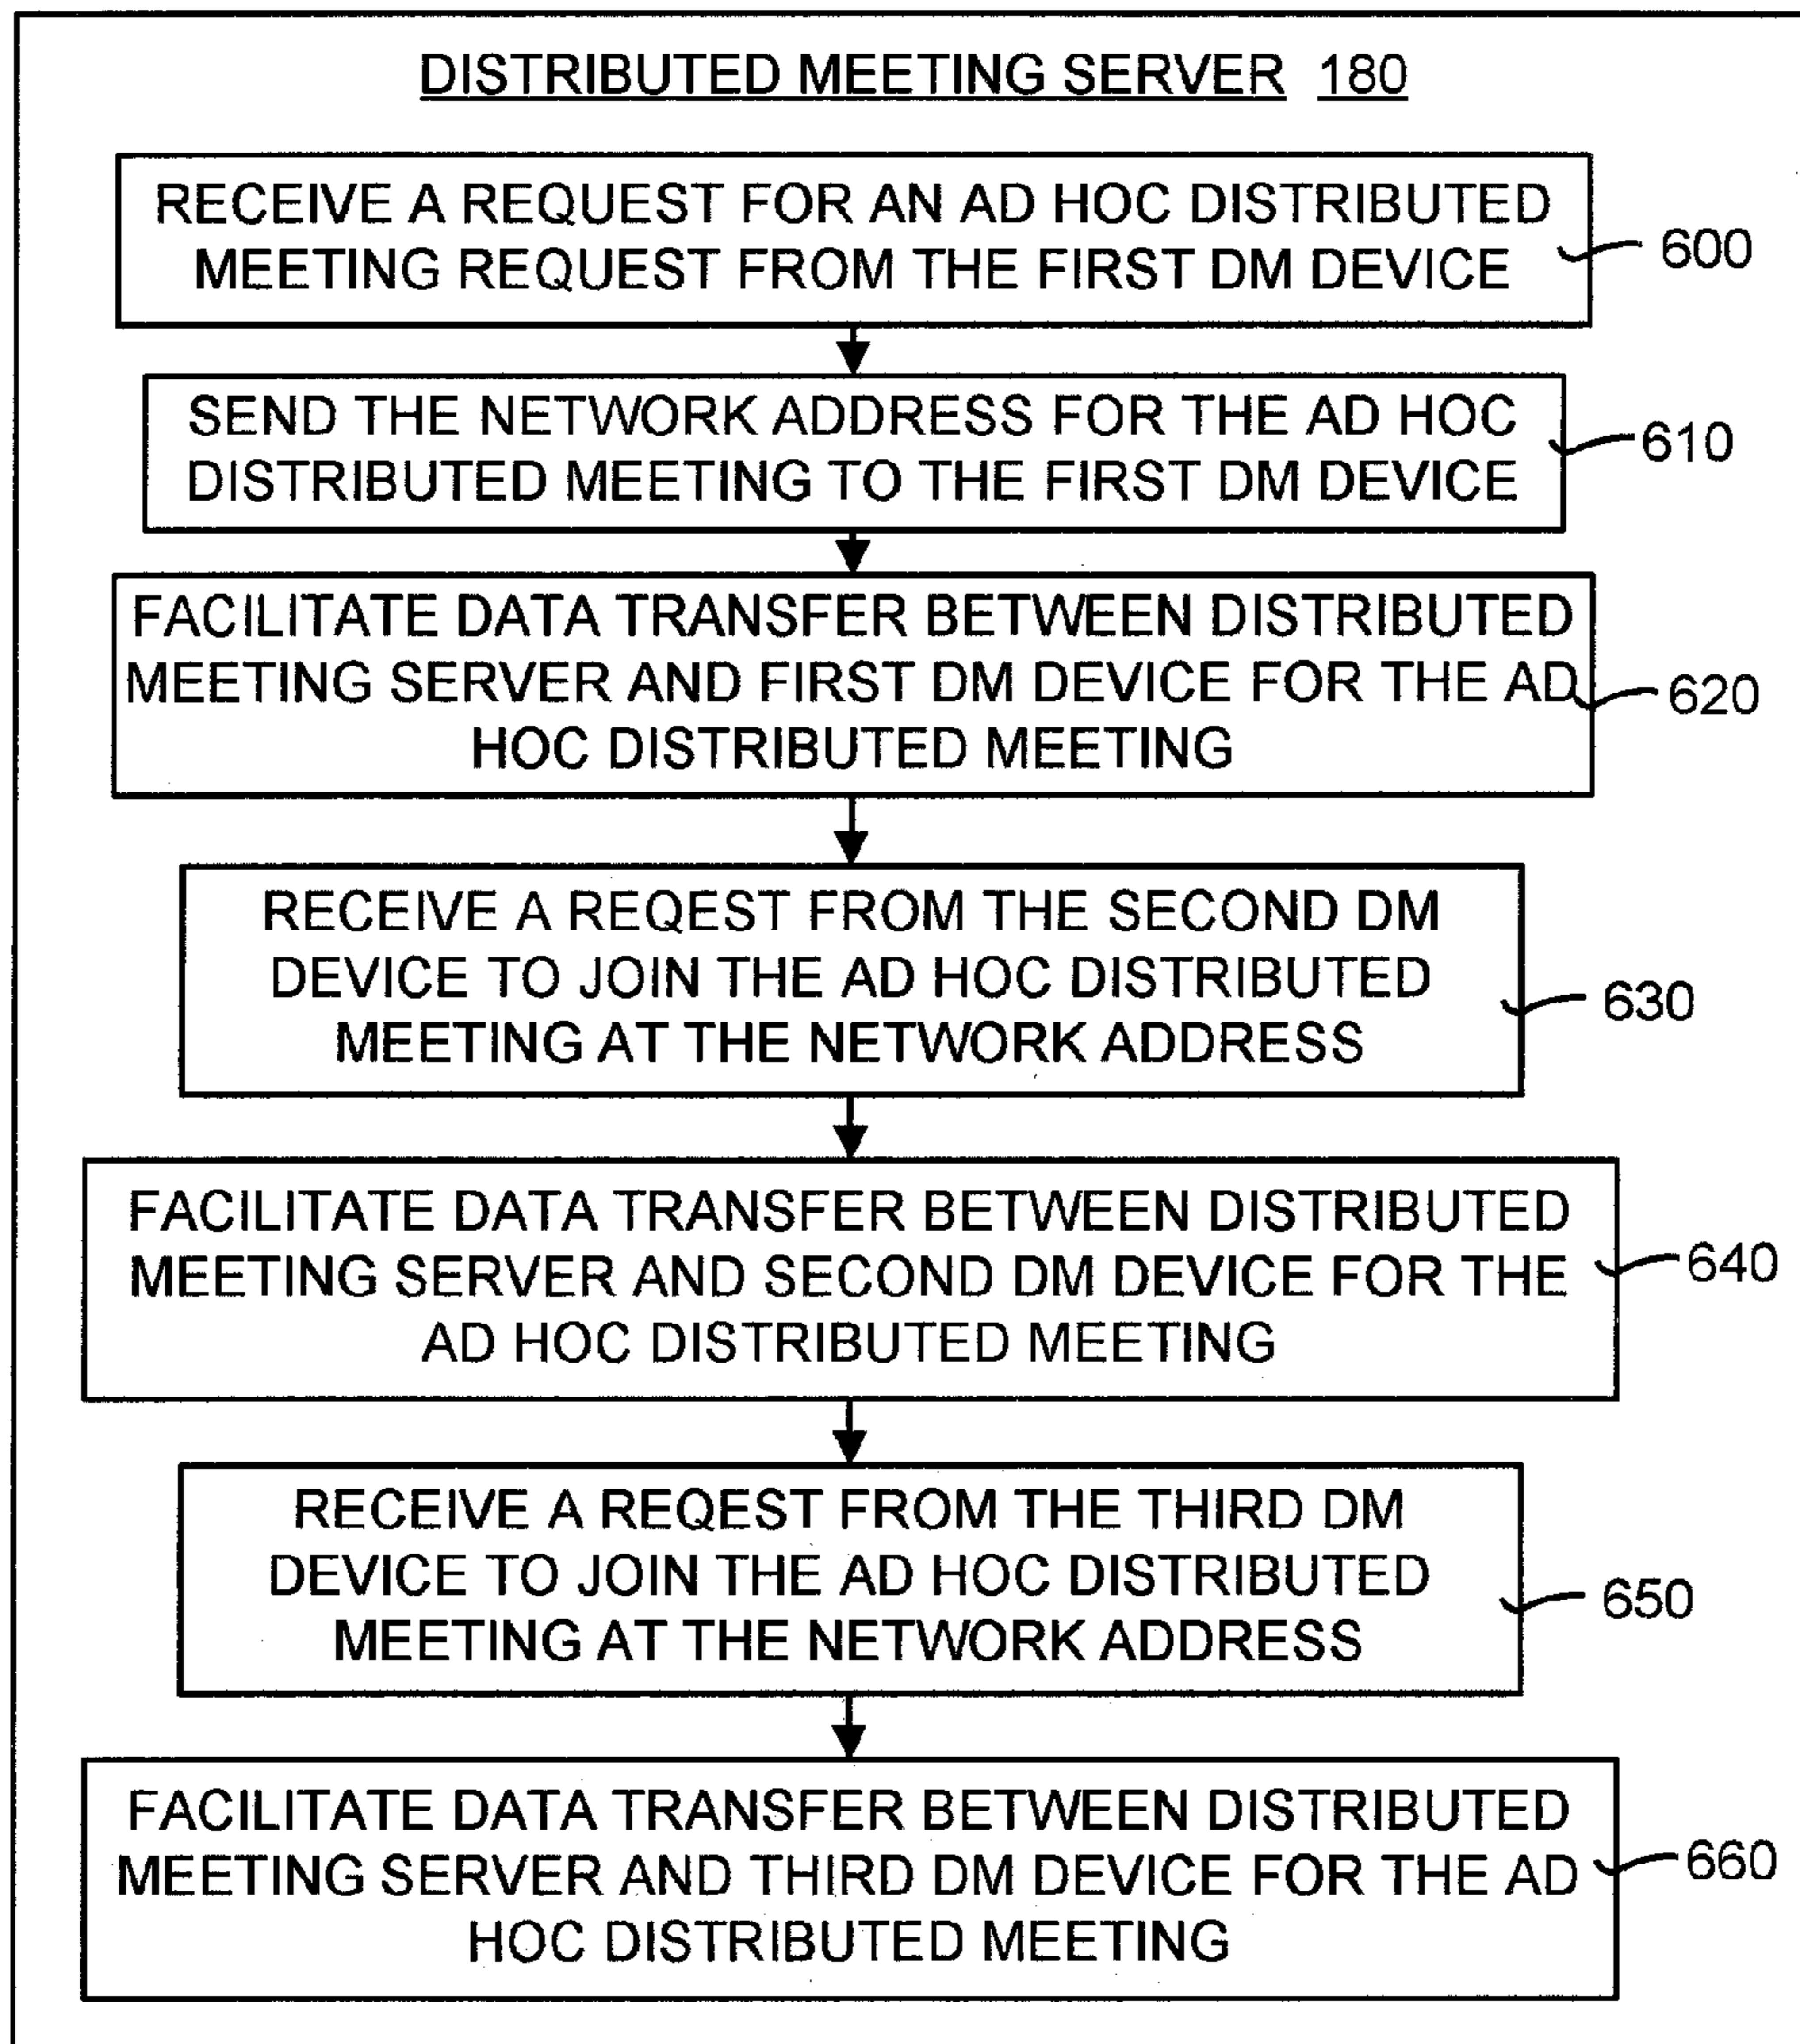 DISTRIBUTED MEETING SERVER 180
RECEIVE A REQUEST FOR AN AD HOC DISTRIBUTED
MEETING REQUEST FROM THE FIRST DM DEVICE
600
SEND THE NETWORK ADDRESS FOR THE AD HOC
DISTRIBUTED MEETING TO THE FIRST DM DEVICE
610
FACILITATE DATA TRANSFER BETWEEN DISTRIBUTED
MEETING SERVER AND FIRST DM DEVICE FOR THE AD
HOC DISTRIBUTED MEETING
620
RECEIVE A REQEST FROM THE SECOND DM
DEVICE TO JOIN THE AD HOC DISTRIBUTED
MEETING AT THE NETWORK ADDRESS
630
FACILITATE DATA TRANSFER BETWEEN DISTRIBUTED
MEETING SERVER AND SECOND DM DEVICE FOR THE
AD HOC DISTRIBUTED MEETING
640
RECEIVE A REQEST FROM THE THIRD DM
DEVICE TO JOIN THE AD HOC DISTRIBUTED
MEETING AT THE NETWORK ADDRESS
650
FACILITATE DATA TRANSFER BETWEEN DISTRIBUTED
MEETING SERVER AND THIRD DM DEVICE FOR THE AD
HOC DISTRIBUTED MEETING
660